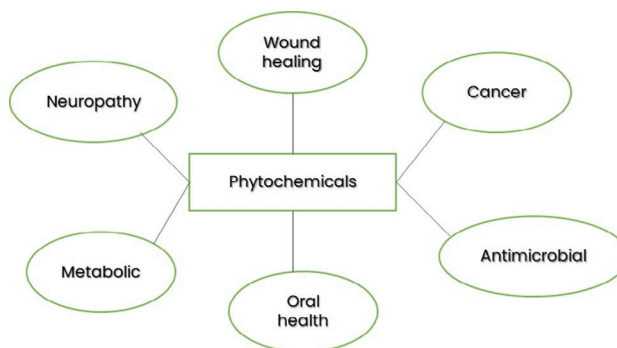 Wound
healing
Neuropathy
Cancer
Phytochemicals
Metabolic
Antimicrobial
Oral
health